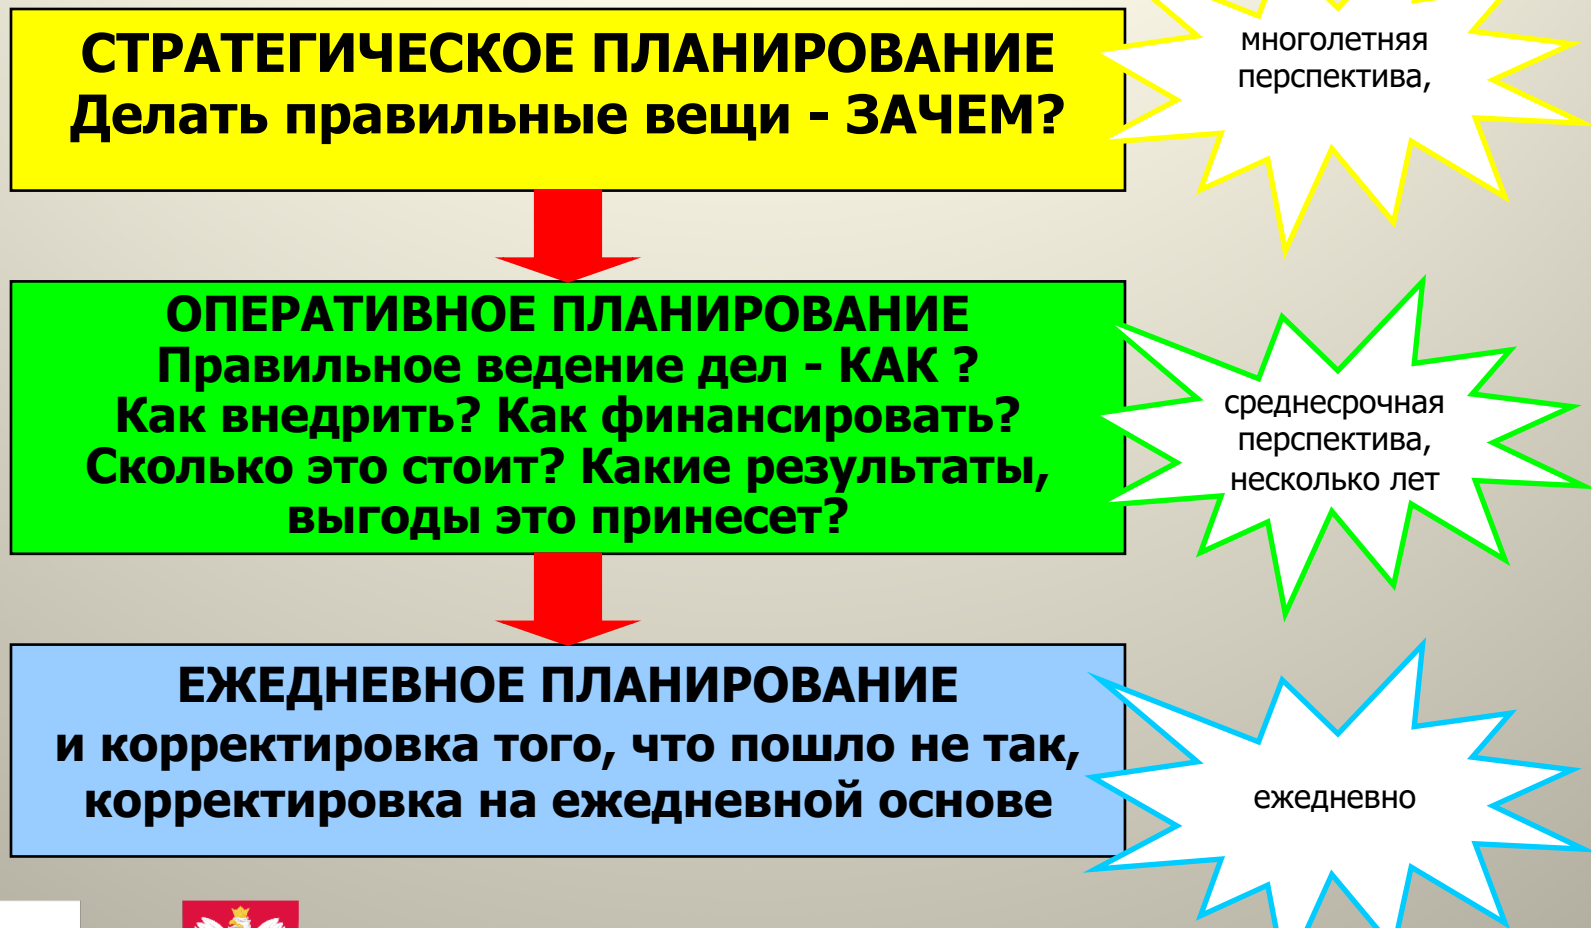 СТРАТЕГИЧЕСКОЕ ПЛАНИРОВАНИЕ
Делать правильные вещи - ЗАЧЕМ?
многолетняя
перспектива,
ОПЕРАТИВНОЕ ПЛАНИРОВАНИЕ
Правильное ведение дел - КАК ?
Как внедрить? Как финансировать?
Сколько это стоит? Какие результаты,
выгоды это принесет?
среднесрочная
перспектива,
несколько лет
ЕЖЕДНЕВНОЕ ПЛАНИРОВАНИЕ
и корректировка того, что пошло не так,
корректировка на ежедневной основе
ежедневно